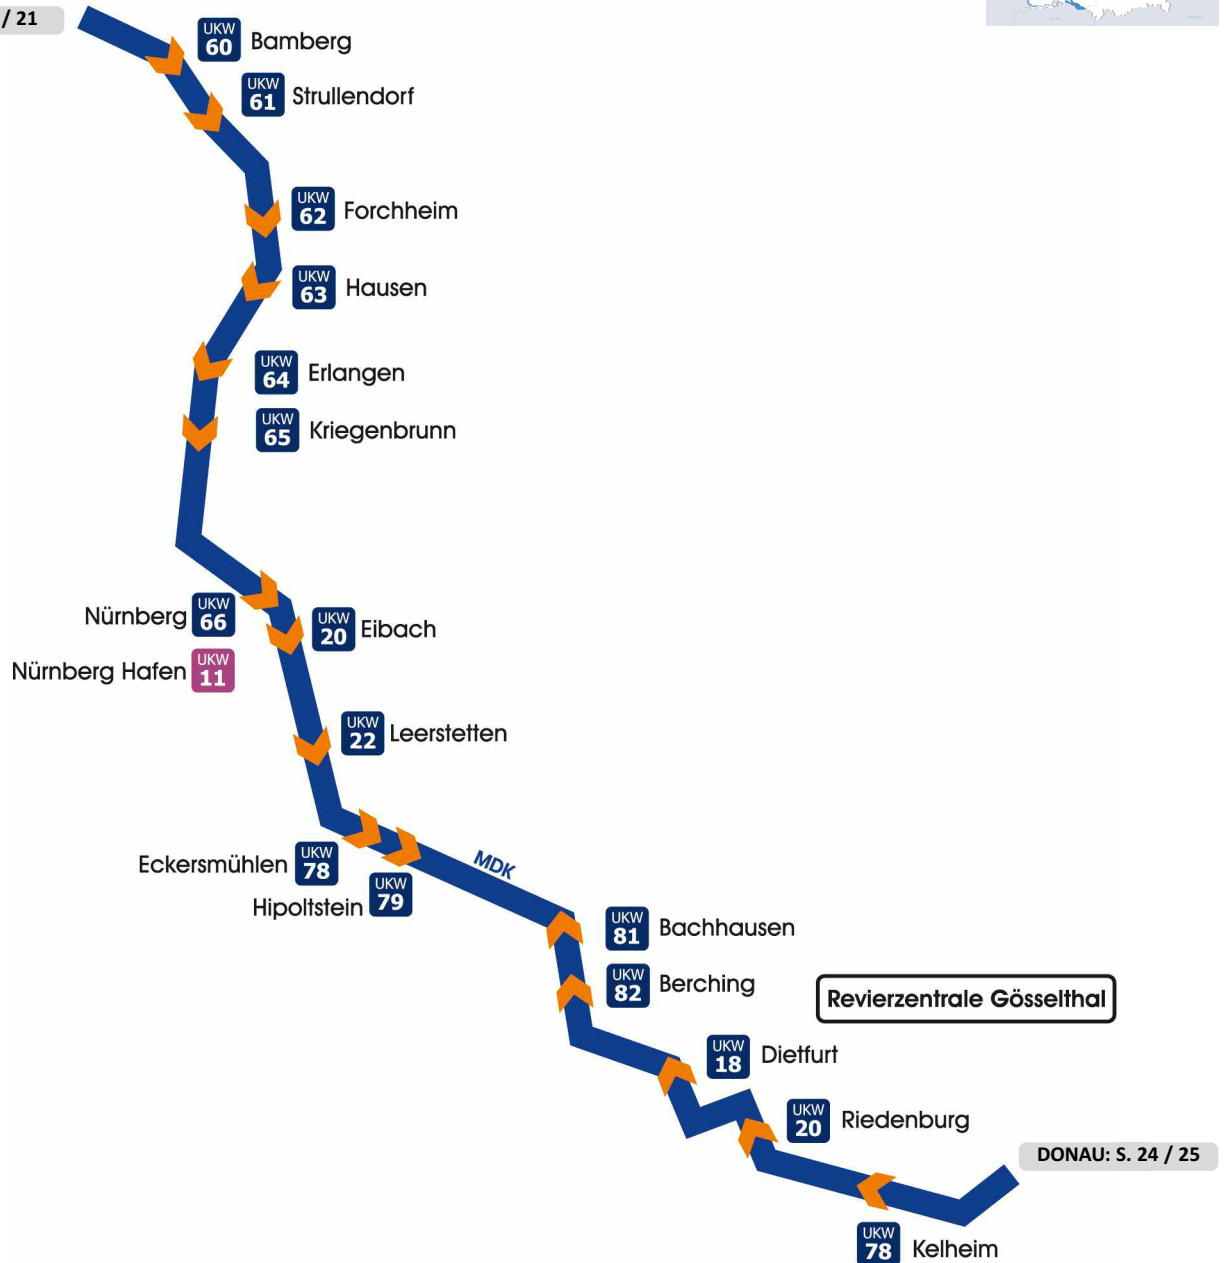 / 21
UKW
60
Bamberg
UKW
61
Strullendorf
UKW
62
Forchheim
UKW
63
Hausen
UKW
64
Erlangen
UKW
65
Kriegenbrunn
Nürnberg
UKW
66
UKW
20
Eibach
Nürnberg Hafen
UKW
11
UKW
22
Leerstetten
Eckersmühlen
UKW
78
Hipoltstein
UKW
79
MDK
UKW
81
Bachhausen
UKW
82
Berching
Revierzentrale Gösselthal
UKW
18
Dietfurt
UKW
20
Riedenburg
DONAU: S. 24 / 25
UKW
78
Kelheim